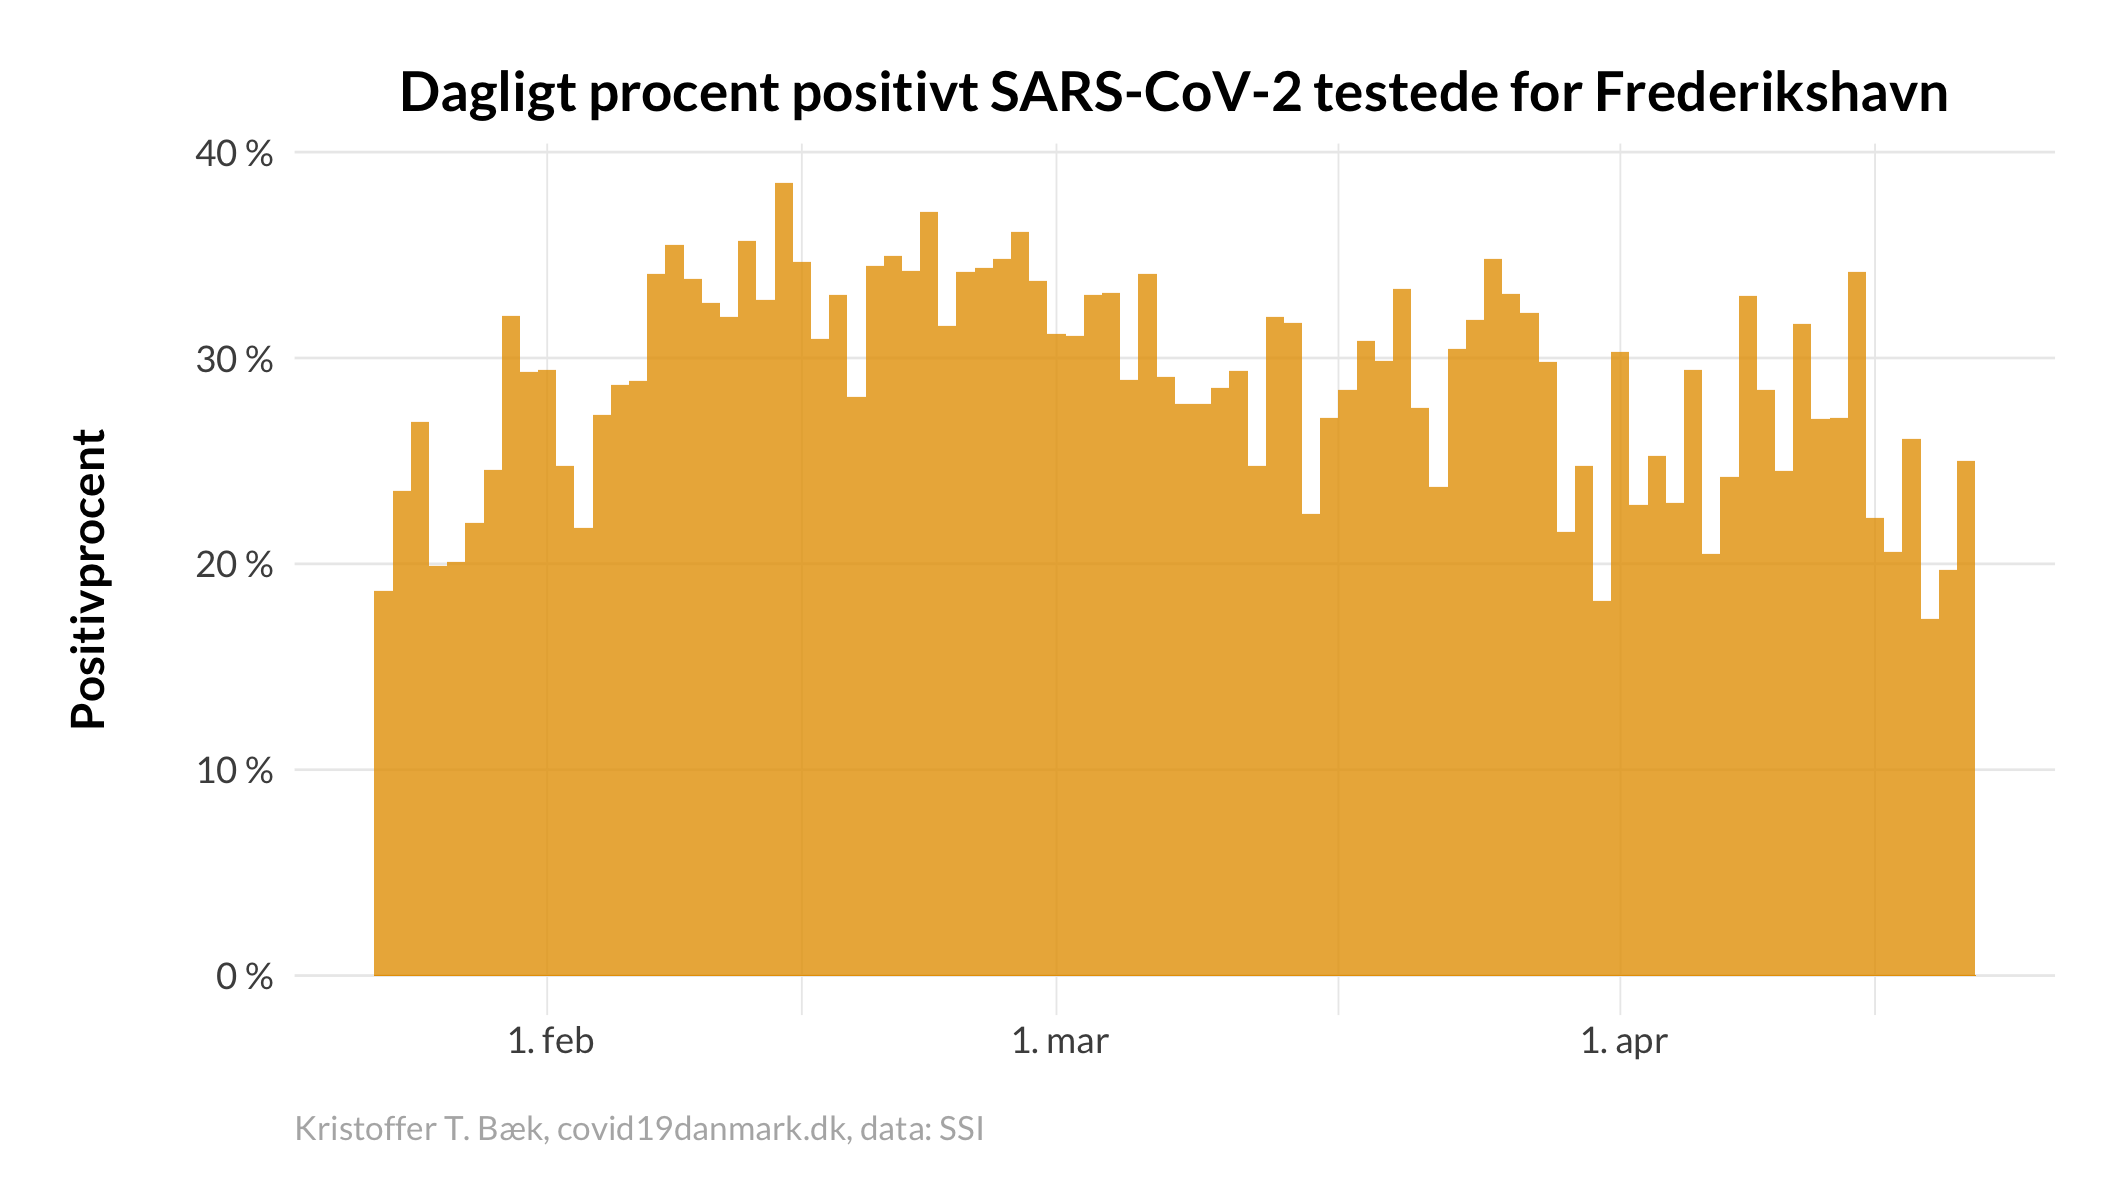 Dagligt procent positivt SARS-CoV-2 testede for Frederikshavn
Positivprocent
40 %
30 %
20 %
10 %
0 %
1. feb
1. mar
1. apr
Kristoffer T. Bæk, covid19danmark.dk, data: SSI